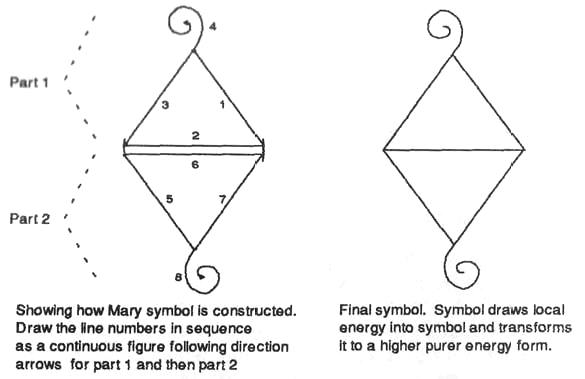 4
Part 1
3
1
2
6
Part 2
5
7
8
Showing how Mary symbol is constructed.
Draw the line numbers in sequence
as a continuous figure following direction
arrows for part 1 and then part 2
Final symbol. Symbol draws local
energy into symbol and transforms
it to a higher purer energy form.